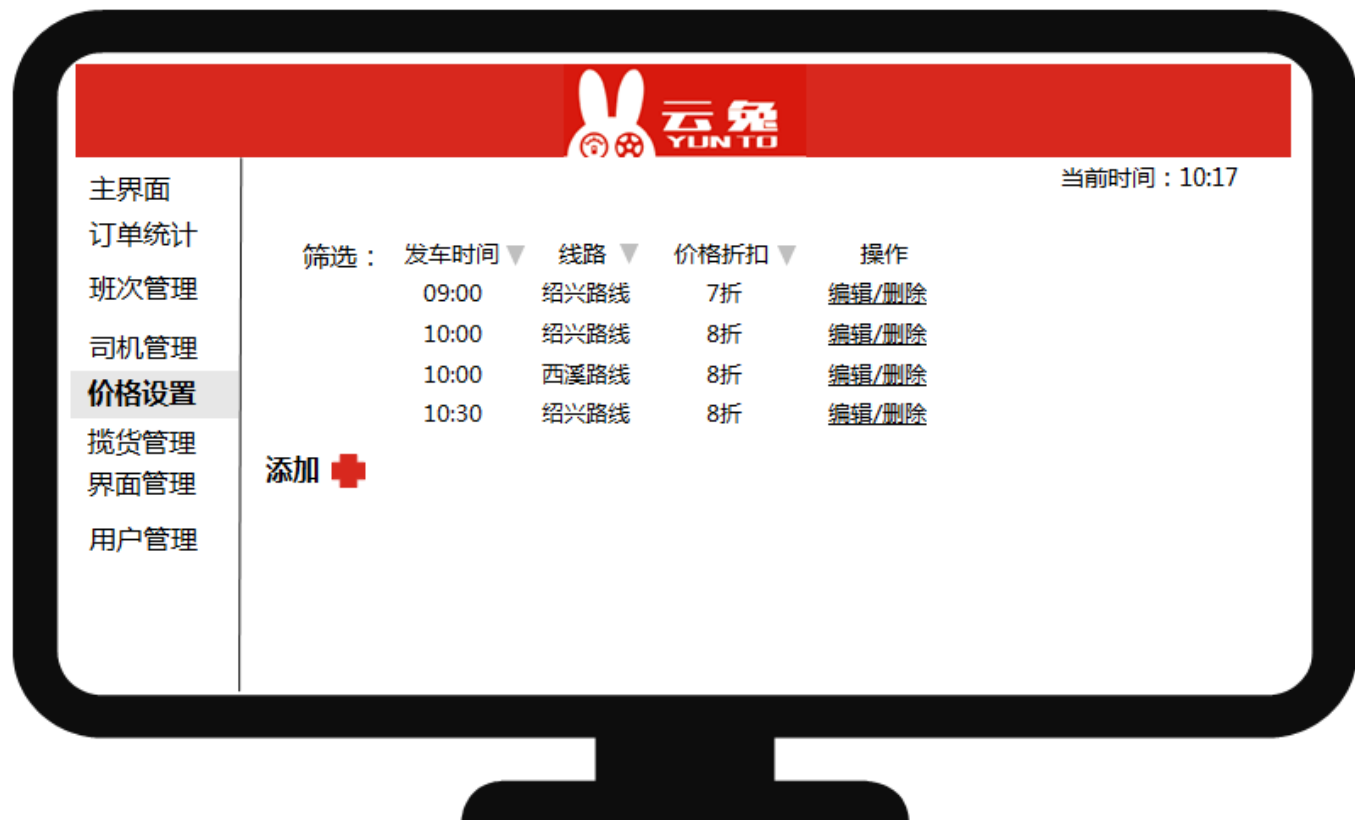 云兔
YUN TO
当前时间：10:17
主界面
订单统计
班次管理
司机管理
价格设置
揽货管理
界面管理
用户管理
筛选： 发车时间 线路 价格折扣 操作
09:00 绍兴路线 7折 编辑/删除
10:00 绍兴路线 8折 编辑/删除
10:00 西溪路线 8折 编辑/删除
10:30 绍兴路线 8折 编辑/删除
添加